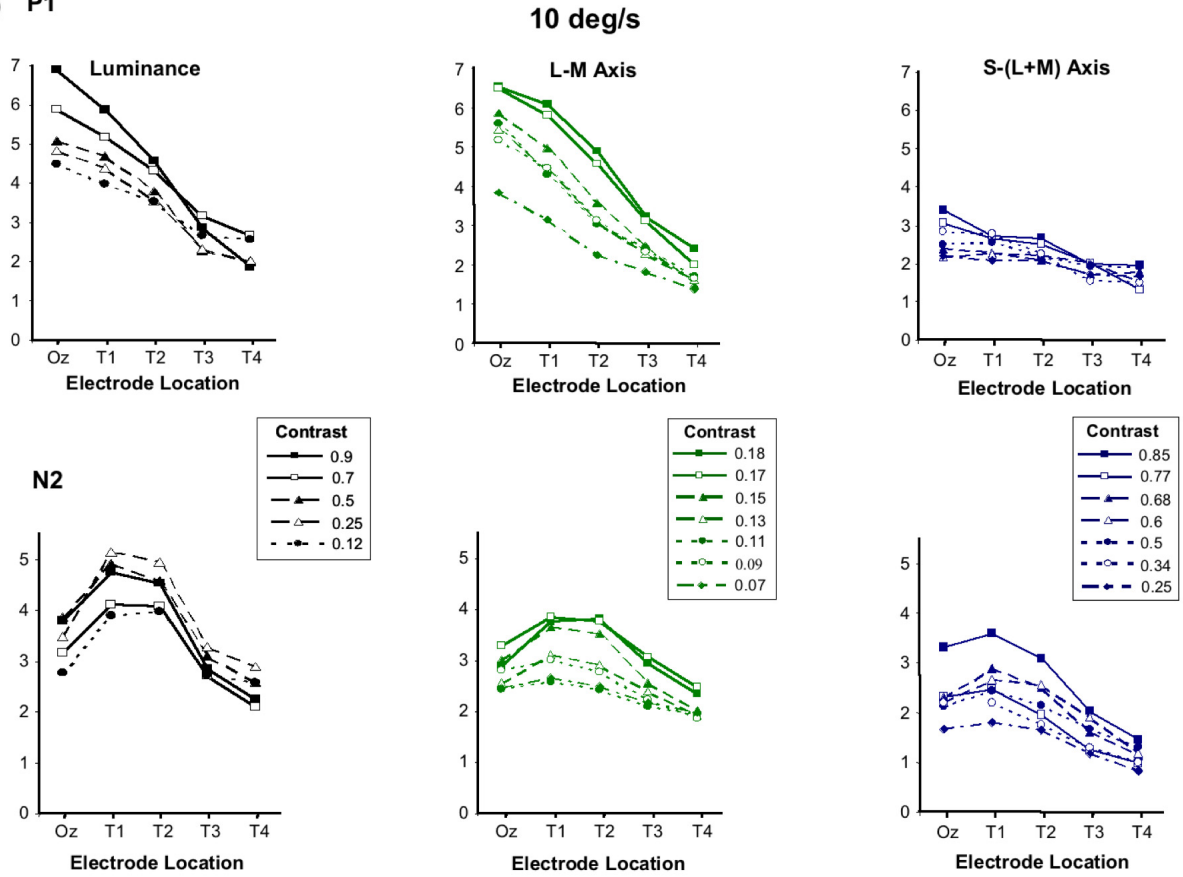 P1
10 deg/s
Luminance
L-M Axis
S-(L+M) Axis
7
6
5
4
3
2
1
0
Oz T1 T2 T3 T4
Electrode Location
7
6
5
4
3
2
1
0
Oz T1 T2 T3 T4
Electrode Location
7
6
5
4
3
2
1
0
Oz T1 T2 T3 T4
Electrode Location
N2
Contrast
0.9
0.7
0.5
0.25
0.12
Contrast
0.18
0.17
0.15
0.13
0.11
0.09
0.07
Contrast
0.85
0.77
0.68
0.6
0.5
0.34
0.25
5
4
3
2
1
0
Oz T1 T2 T3 T4
Electrode Location
5
4
3
2
1
0
Oz T1 T2 T3 T4
Electrode Location
5
4
3
2
1
0
Oz T1 T2 T3 T4
Electrode Location